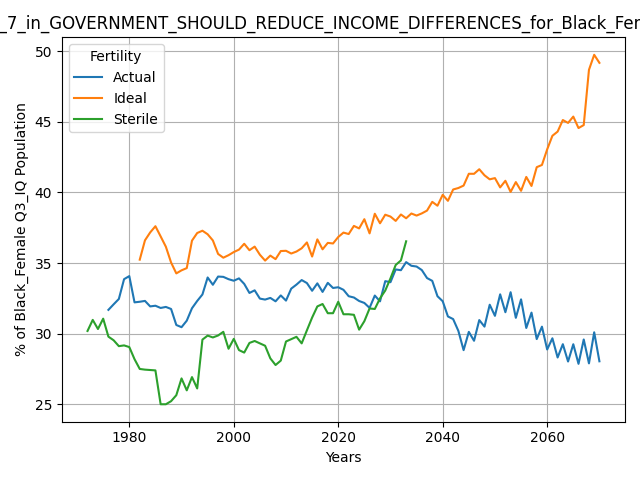 _7_in_GOVERNMENT_SHOULD_REDUCE_INCOME_DIFFERENCES_for_Black_Fer
50
45
40
35
30
25
% of Black_Female Q3_IQ Population
Fertility
Actual
Ideal
Sterile
1980 2000 2020 2040 2060
Years